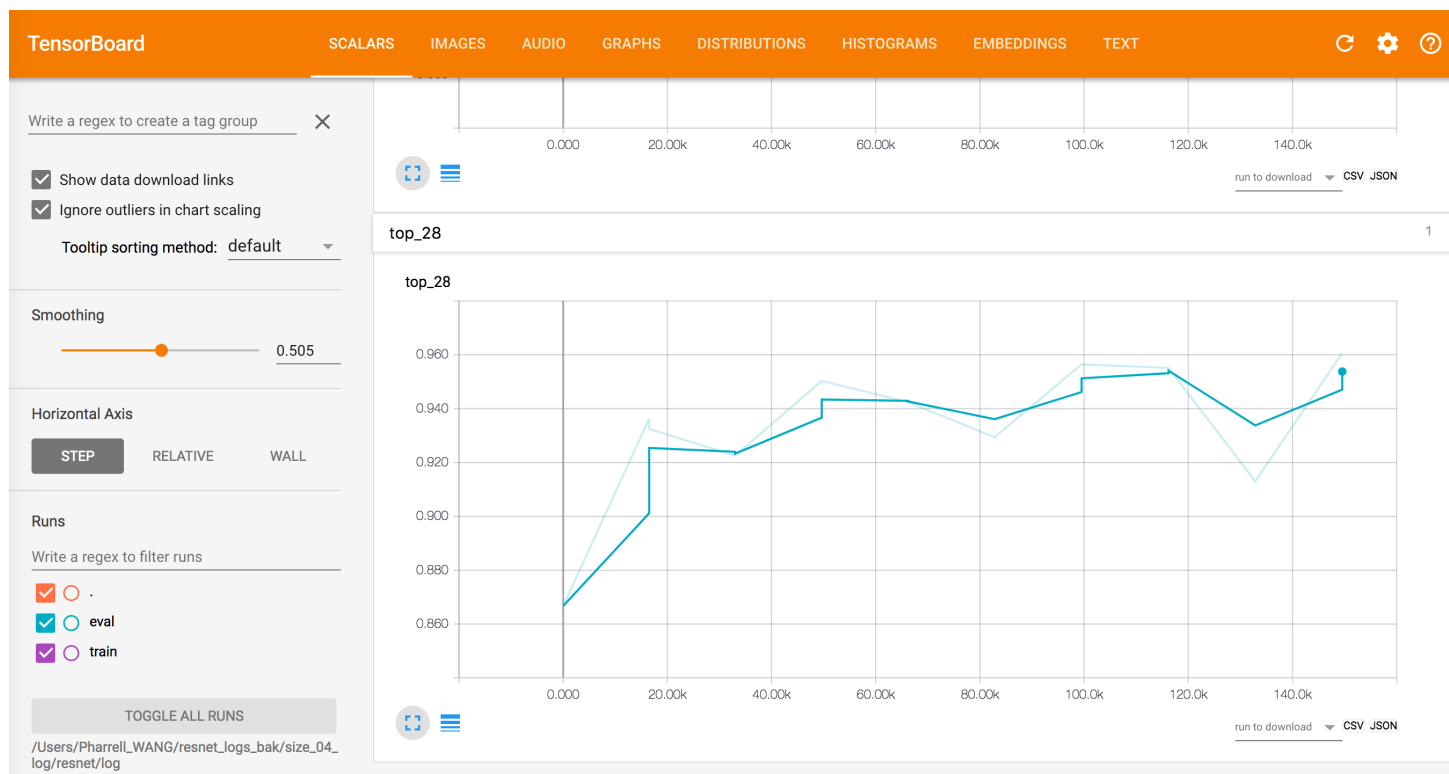 TensorBoard SCALARS IMAGES AUDIO GRAPHS DISTRIBUTIONS HISTOGRAMS EMBEDDINGS TEXT
Write a regex to create a tag group
Show data download links
Ignore outliers in chart scaling
Tooltip sorting method: default
Smoothing
0.505
Horizontal Axis
STEP RELATIVE WALL
Runs
Write a regex to filter runs
.
eval
train
TOGGLE ALL RUNS
/Users/Pharrell_WANG/resnet_logs_bak/size_04_
log/resnet/log
0.000 20.00k 40.00k 60.00k 80.00k 100.0k 120.0k 140.0k
run to download CSV JSON
top_28 1
top_28
0.960
0.940
0.920
0.900
0.880
0.860
0.000 20.00k 40.00k 60.00k 80.00k 100.0k 120.0k 140.0k
run to download CSV JSON